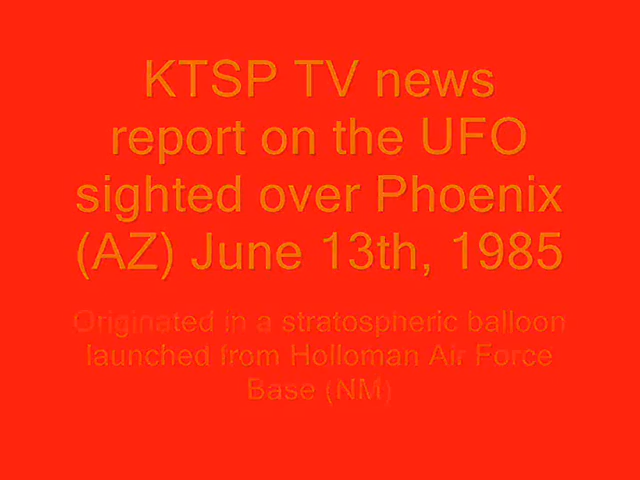 KTSP TV news
report on the UFO
sighted over Phoenix
(AZ) June 13th, 1985
Originated in a stratospheric balloon
launched from Holloman Air Force
Base (NM)